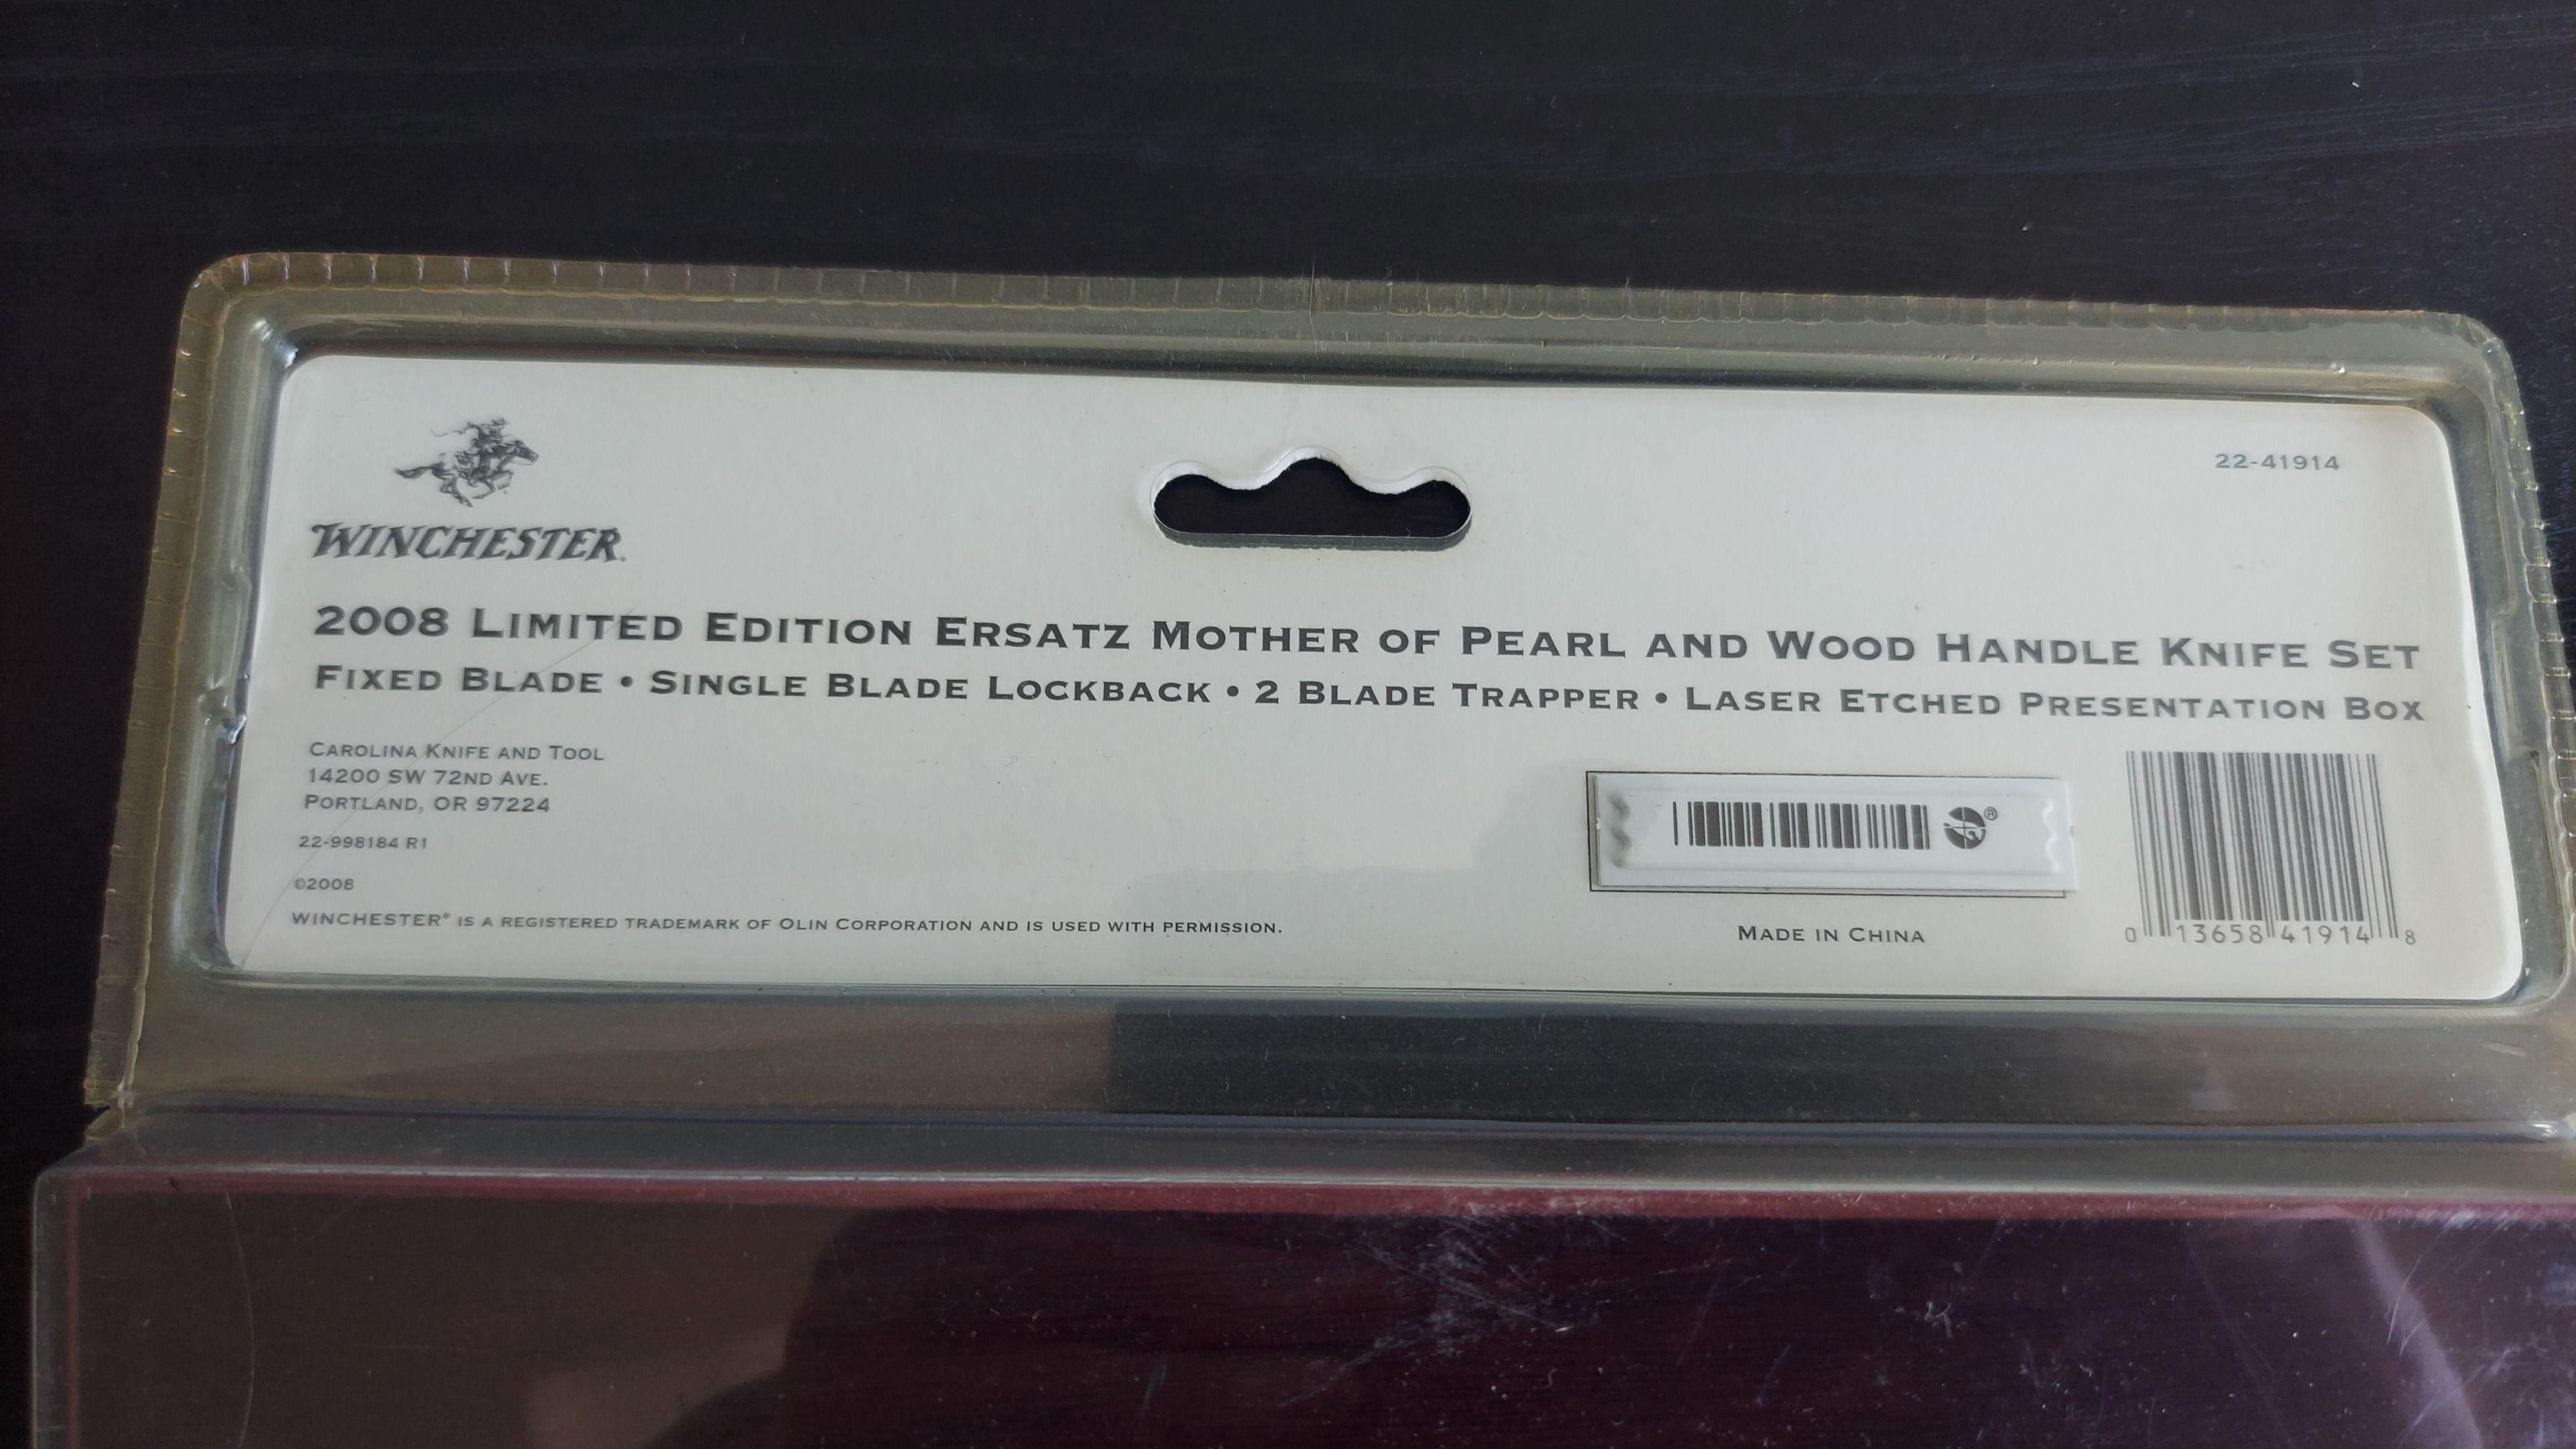 22-41914
WINCHESTER.
2008 LIMITED EDITION ERSATZ MOTHER OF PEARL AND WOOD HANDLE KNIFE SET
FIXED BLADE • SINGLE BLADE LOCKBACK • 2 BLADE TRAPPER • LASER ETCHED PRESENTATION BOX
CAROLINA KNIFE AND TOOL
14200 SW 72ND AVE.
PORTLAND, OR 97224
22-998184 R1
©2008
WINCHESTER® IS A REGISTERED TRADEMARK OF OLIN CORPORATION AND IS USED WITH PERMISSION.
®
MADE IN CHINA
0 13658 41914 8